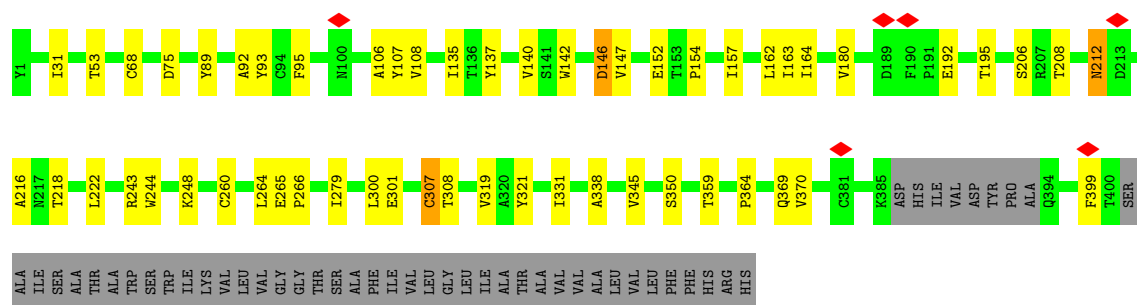 Y1 I31 T53 C68 D75 Y89 A92 Y93 C94 F95 N100 A106 Y107 V108 I135 T136 Y137 V140 S141 W142 D146 V147 E152 T153 P154 I157 L162 I163 I164 V180 D189 F190 P191 E192 T195 S206 R207 T208 N212 D213
A216 N217 T218 L222 R243 W244 K248 C260 L264 E265 P266 I279 L300 E301 C307 T308 V319 A320 Y321 I331 A338 V345 S350 T359 P364 Q369 V370 C381 K385 ASP HIS ILE VAL ASP TYR PRO ALA Q394 F399 T400 SER
ALA ILE SER ALA THR ALA TRP SER TRP ILE LYS VAL LEU VAL GLY GLY THR SER ALA PHE ILE VAL LEU GLY LEU ILE ALA THR ALA VAL VAL ALA LEU VAL LEU PHE PHE HIS ARG HIS